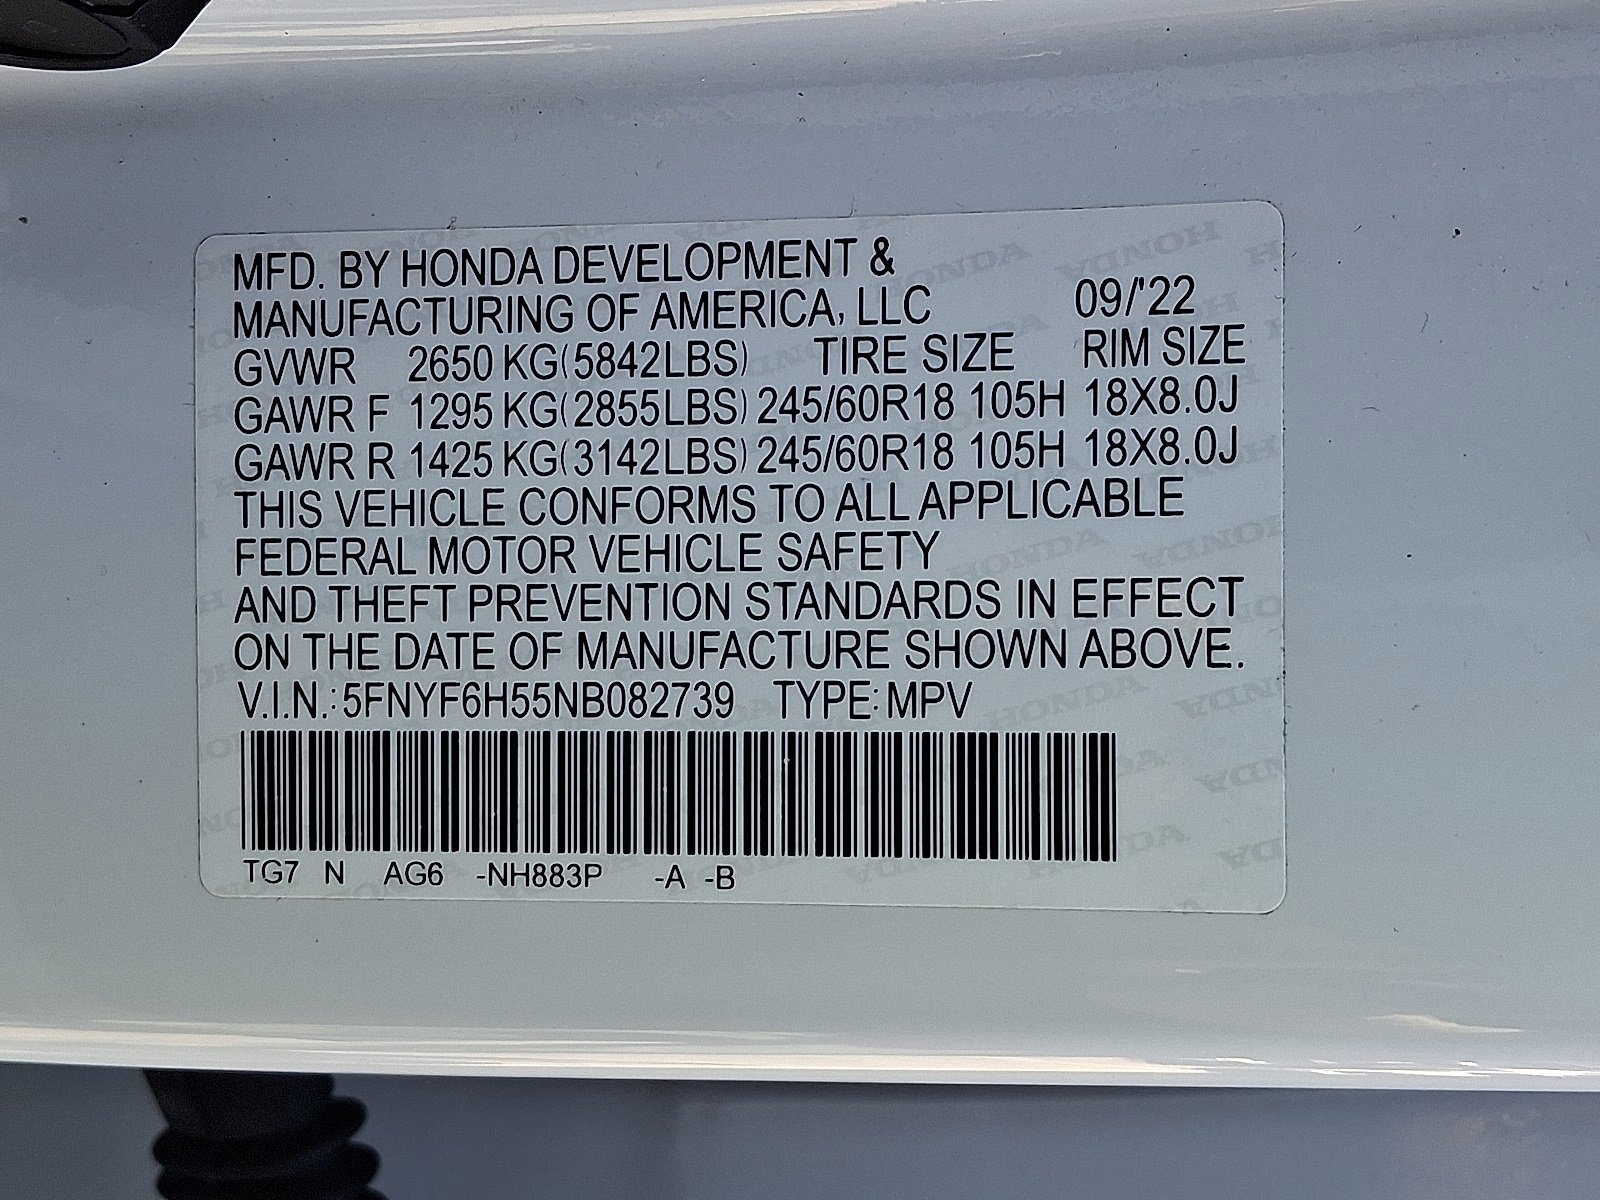 MFD. BY HONDA DEVELOPMENT &
MANUFACTURING OF AMERICA, LLC 09/'22
GVWR 2650 KG(5842LBS) TIRE SIZE RIM SIZE
GAWR F 1295 KG(2855LBS) 245/60R18 105H 18X8.0J
GAWR R 1425 KG(3142LBS) 245/60R18 105H 18X8.0J
THIS VEHICLE CONFORMS TO ALL APPLICABLE
FEDERAL MOTOR VEHICLE SAFETY
AND THEFT PREVENTION STANDARDS IN EFFECT
ON THE DATE OF MANUFACTURE SHOWN ABOVE.
V.I.N.: 5FNYF6H55NB082739 TYPE: MPV
TG7 N AG6 -NH883P -A -B